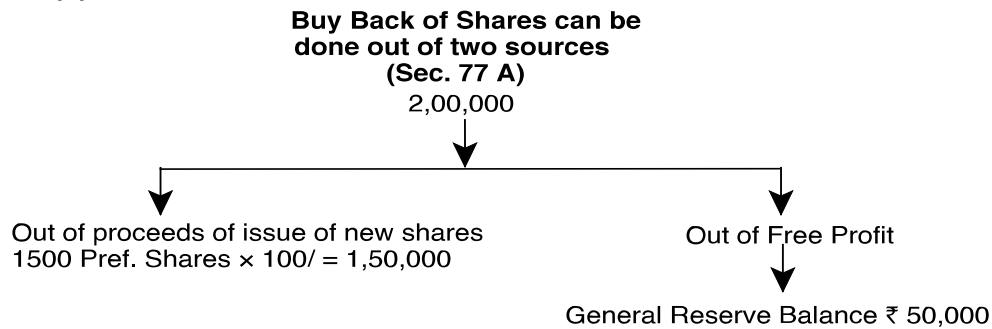 Buy Back of Shares can be
done out of two sources
(Sec. 77 A)
2,00,000
Out of proceeds of issue of new shares
1500 Pref. Shares × 100/ = 1,50,000
Out of Free Profit
General Reserve Balance ₹ 50,000